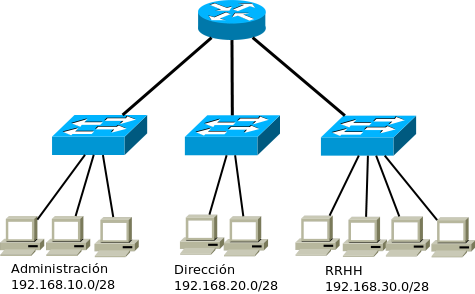 Administración
192.168.10.0/28
Dirección
192.168.20.0/28
RRHH
192.168.30.0/28